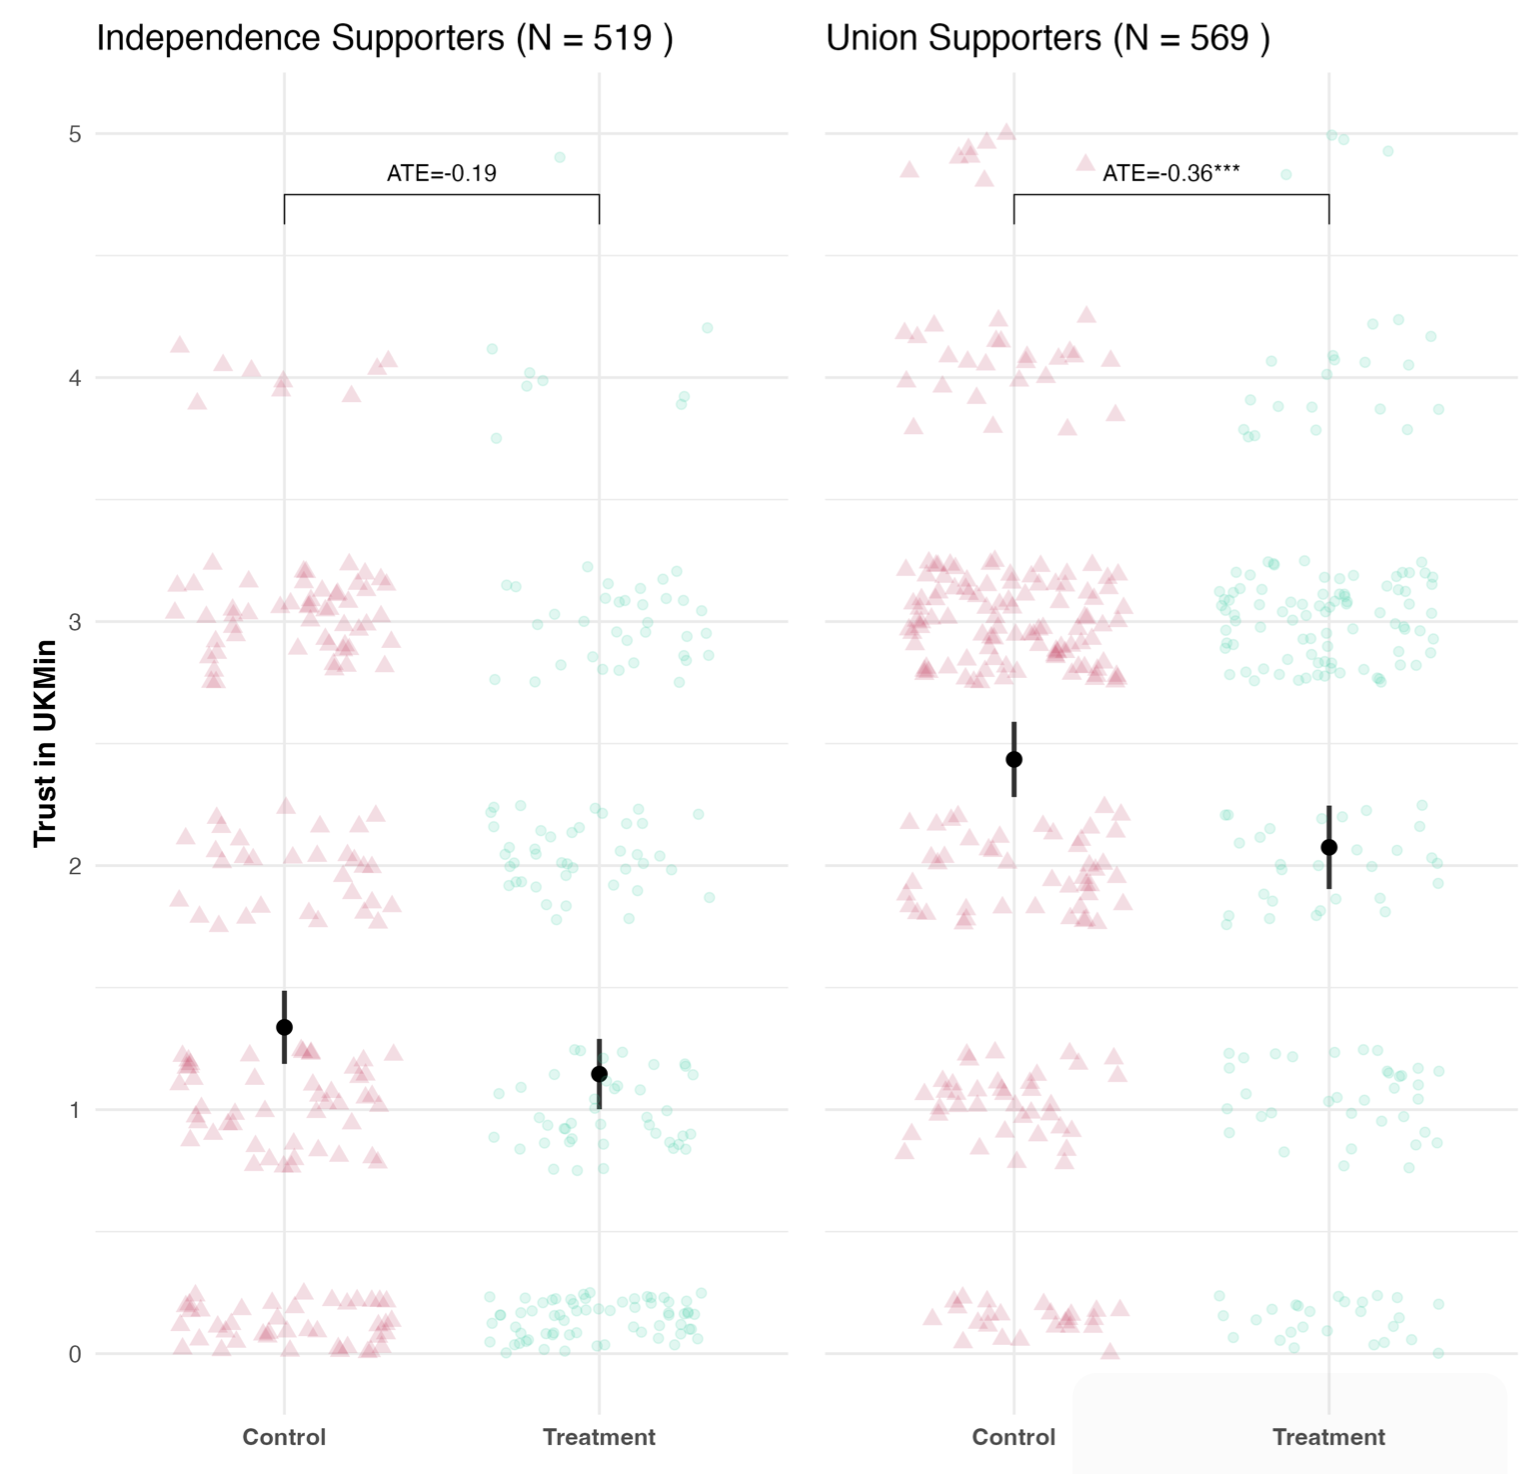 Independence Supporters (N = 519 )
Union Supporters (N = 569 )
Trust in UKMin
5
4
3
2
1
0
ATE=-0.19
ATE=-0.36***
Control
Treatment
Control
Treatment